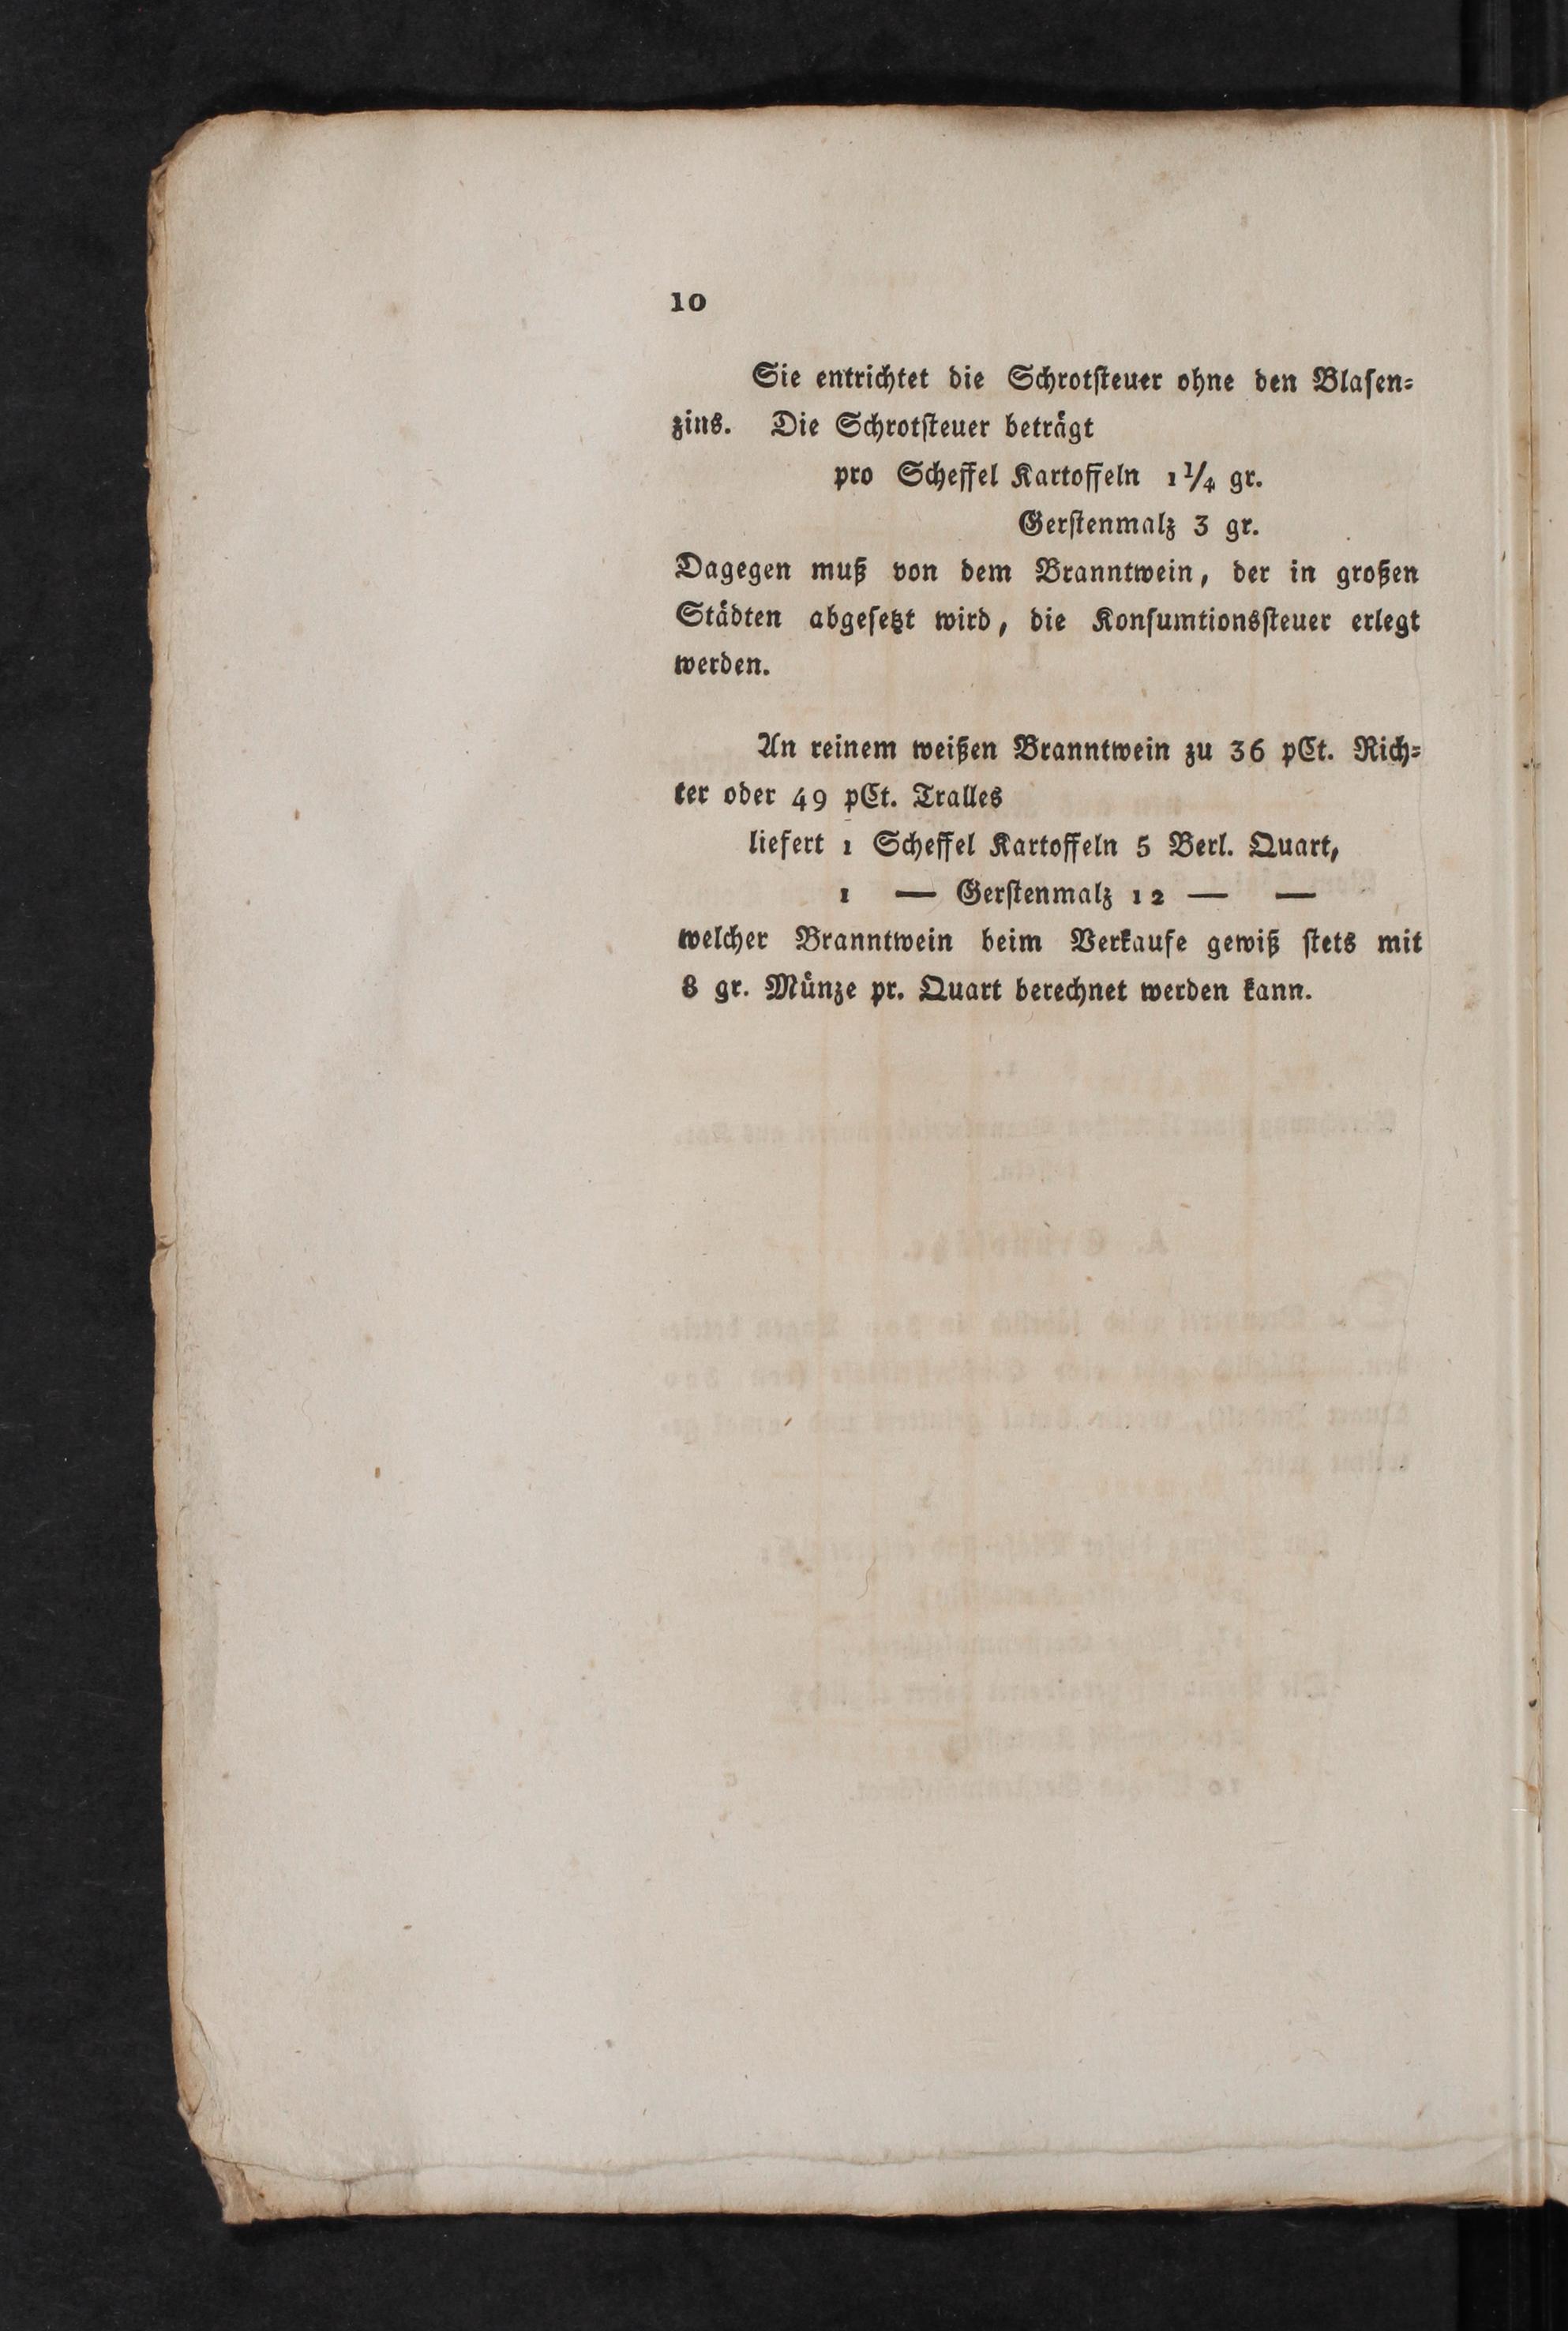 10
Sie entrichtet die Schrotſteuer ohne den Blaſen⸗
zins. Die Schrotſteuer beträgt
pro Scheffel Kartoffeln 1¼ gr.
Gerſtenmalz 3 gr.
Dagegen muß von dem Branntwein, der in großen
Städten abgeſetzt wird, die Konſumtionsſteuer erlegt
werden.
An reinem weißen Branntwein zu 36 pCt. Rich⸗
ter oder 49 pCt. Tralles
liefert 1 Scheffel Kartoffeln 5 Berl. Quart,
1 — Gerſtenmalz 12 — —
welcher Branntwein beim Verkaufe gewiß ſtets mit
8 gr. Münze pr. Quart berechnet werden kann.